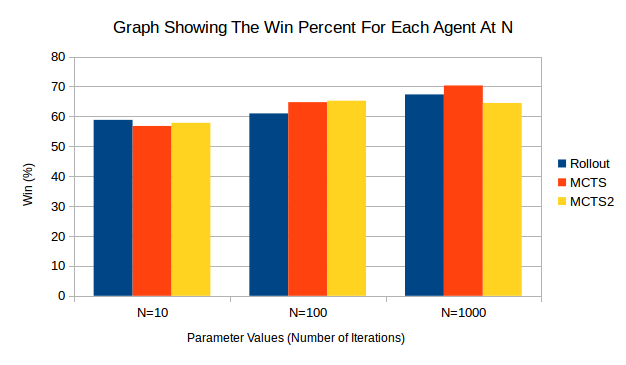 Graph Showing The Win Percent For Each Agent At N
80
70
60
50
40
30
20
10
0
Win (%)
N=10 N=100 N=1000
Parameter Values (Number of Iterations)
Rollout
MCTS
MCTS2